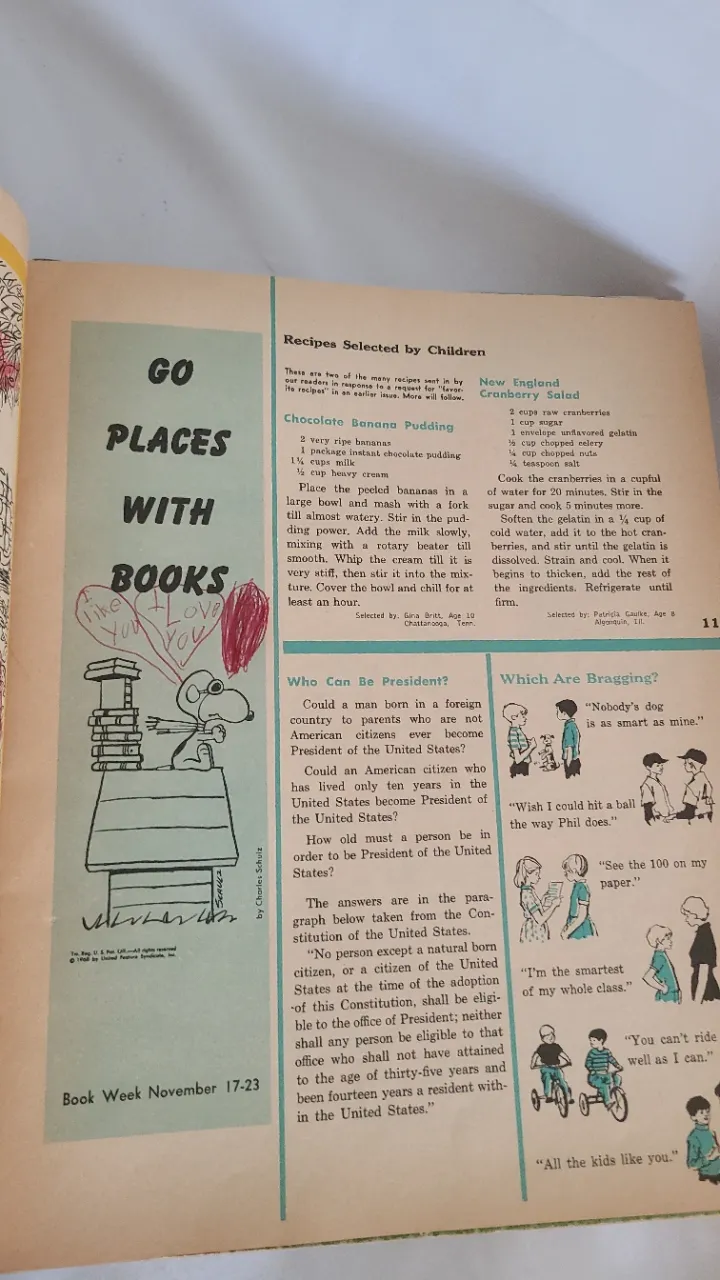 GO
PLACES
WITH
BOOKS
I
like
you
I Love
you
SCHULZ
by Charles Schulz
Tm. Reg. U. S. Pat. Off.—All rights reserved
© 1968 by United Feature Syndicate, Inc.
Book Week November 17-23
Recipes Selected by Children
These are two of the many recipes sent in by
our readers in response to a request for "favor-
ite recipes" in an earlier issue. More will follow.
Chocolate Banana Pudding
2 very ripe bananas
1 package instant chocolate pudding
1¼ cups milk
½ cup heavy cream
Place the peeled bananas in a
large bowl and mash with a fork
till almost watery. Stir in the pud-
ding power. Add the milk slowly,
mixing with a rotary beater till
smooth. Whip the cream till it is
very stiff, then stir it into the mix-
ture. Cover the bowl and chill for at
least an hour.
Selected by: Gina Britt, Age 10
Chattanooga, Tenn.
New England
Cranberry Salad
2 cups raw cranberries
1 cup sugar
1 envelope unflavored gelatin
½ cup chopped celery
¼ cup chopped nuts
¼ teaspoon salt
Cook the cranberries in a cupful
of water for 20 minutes. Stir in the
sugar and cook 5 minutes more.
Soften the gelatin in a ¼ cup of
cold water, add it to the hot cran-
berries, and stir until the gelatin is
dissolved. Strain and cool. When it
begins to thicken, add the rest of
the ingredients. Refrigerate until
firm.
Selected by: Patricia Gaulke, Age 8
Algonquin, Ill.
11
Who Can Be President?
Could a man born in a foreign
country to parents who are not
American citizens ever become
President of the United States?
Could an American citizen who
has lived only ten years in the
United States become President of
the United States?
How old must a person be in
order to be President of the United
States?
The answers are in the para-
graph below taken from the Con-
stitution of the United States.
"No person except a natural born
citizen, or a citizen of the United
States at the time of the adoption
of this Constitution, shall be eligi-
ble to the office of President; neither
shall any person be eligible to that
office who shall not have attained
to the age of thirty-five years and
been fourteen years a resident with-
in the United States."
Which Are Bragging?
"Nobody's dog
is as smart as mine."
"Wish I could hit a ball
the way Phil does."
"See the 100 on my
paper."
"I'm the smartest
of my whole class."
"You can't ride
well as I can."
"All the kids like you."